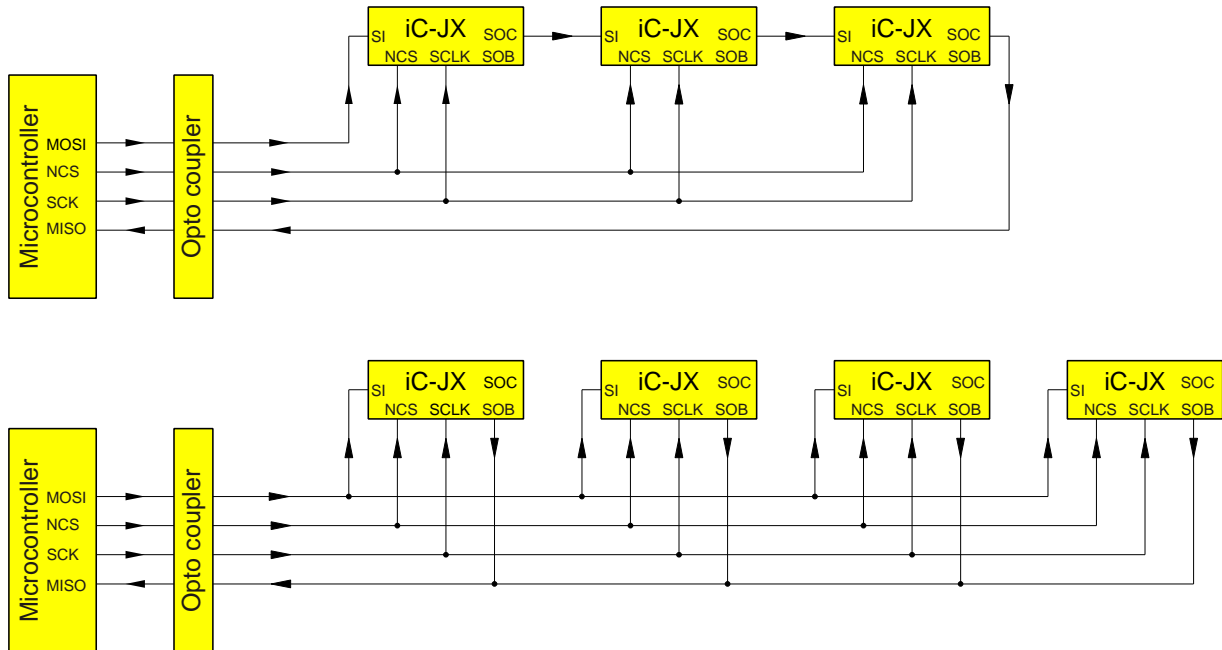 iC-JX
SI
SOC
NCS SCLK SOB
iC-JX
SI
SOC
NCS SCLK SOB
iC-JX
SI
SOC
NCS SCLK SOB
Microcontroller
MOSI
NCS
SCK
MISO
Opto coupler
iC-JX
SI
SOC
NCS SCLK SOB
iC-JX
SI
SOC
NCS SCLK SOB
iC-JX
SI
SOC
NCS SCLK SOB
iC-JX
SI
SOC
NCS SCLK SOB
Microcontroller
MOSI
NCS
SCK
MISO
Opto coupler